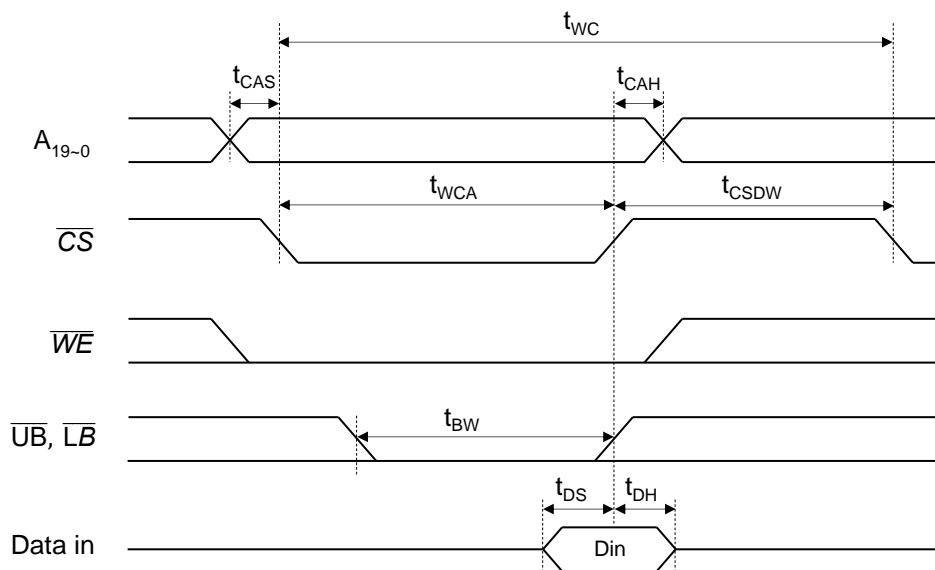 tWC
tCAS
tCAH
A19~0
tWCA
tCSDW
CS
WE
UB, LB
tBW
tDS
tDH
Data in
Din